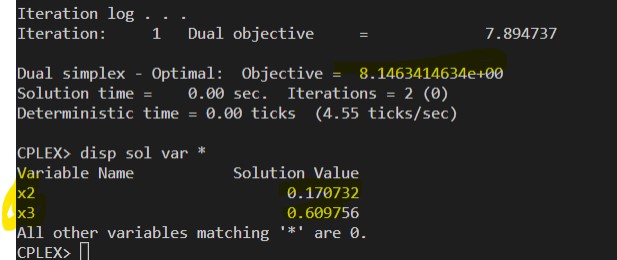 Iteration log . . .
Iteration:     1   Dual objective     =             7.894737
Dual simplex - Optimal:  Objective =  8.1463414634e+00
Solution time =    0.00 sec.  Iterations = 2 (0)
Deterministic time = 0.00 ticks  (4.55 ticks/sec)
CPLEX> disp sol var *
Variable Name           Solution Value
x2                            0.170732
x3                            0.609756
All other variables matching '*' are 0.
CPLEX>